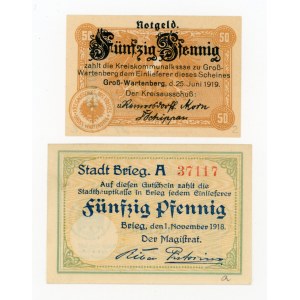 Notgeld.
50 Fünfzig Pfennig 50
zahlt die Kreiskommunalkasse zu Groß-
Wartenberg dem Einlieferer dieses Scheines
Groß-Wartenberg, d. 25 Juni 1919.
Der Kreisausschuß:
50
Stadt Brieg. A 37117
Auf diesen Gutschein zahlt die
Stadthauptkasse in Brieg jedem Einlieferer
Fünfzig Pfennig
Brieg, den 1. November 1918.
Der Magistrat.
a